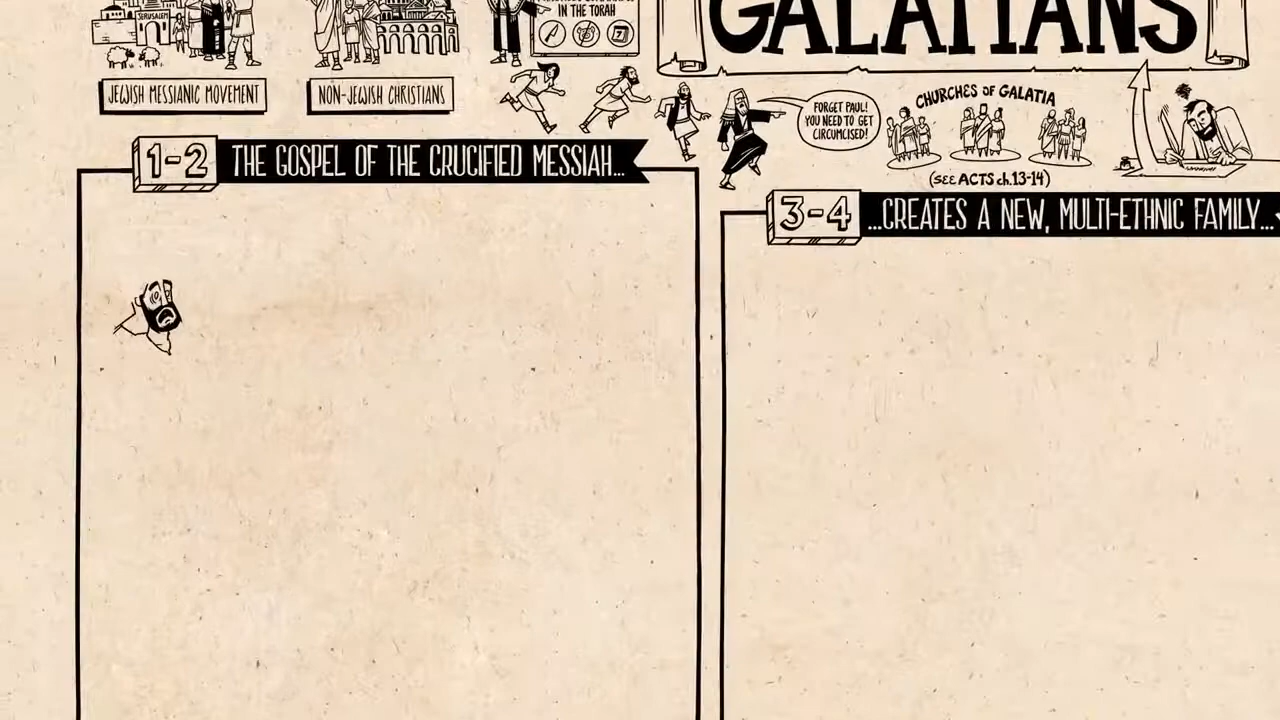 IN THE TORAH
GALATIANS
JERUSALEM
JEWISH MESSIANIC MOVEMENT
NON-JEWISH CHRISTIANS
FORGET PAUL!
YOU NEED TO GET
CIRCUMCISED!
CHURCHES of GALATIA
(SEE ACTS ch.13-14)
1-2 THE GOSPEL OF THE CRUCIFIED MESSIAH...
3-4 ...CREATES A NEW, MULTI-ETHNIC FAMILY...